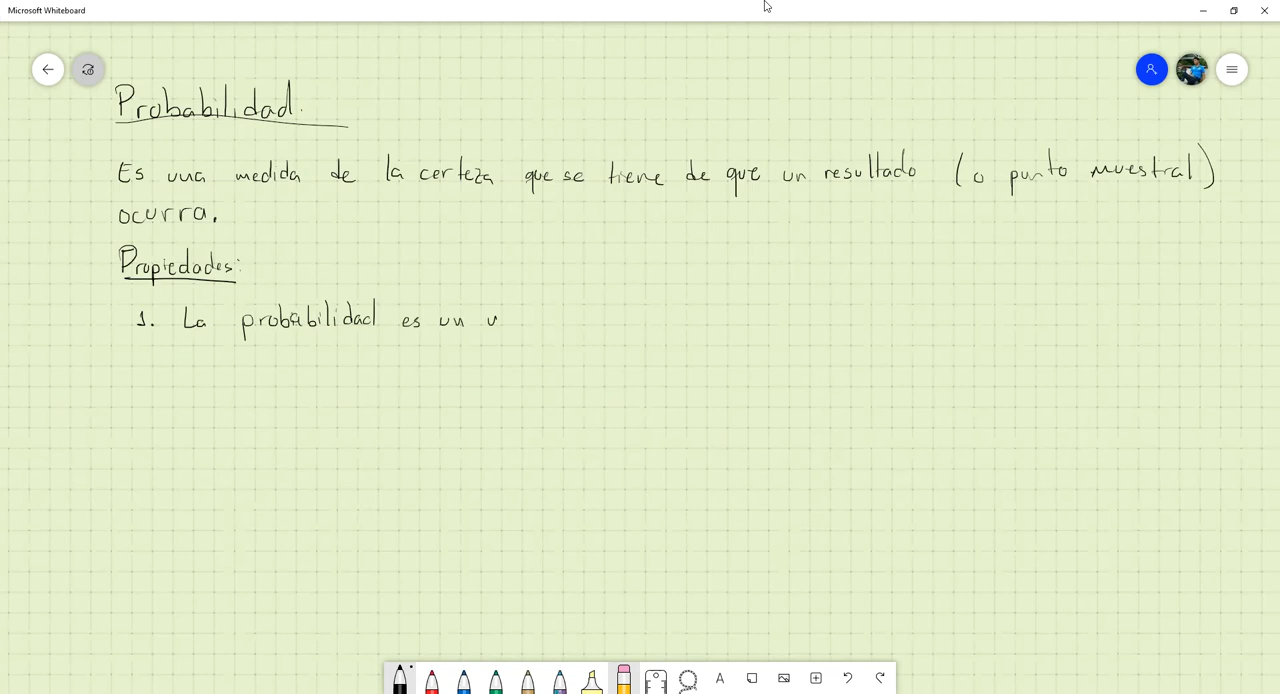 Microsoft Whiteboard
Probabilidad.
Es una medida de la certeza que se tiene de que un resultado (o punto muestral)
ocurra.
Propiedades:
1. La probabilidad es un v
A